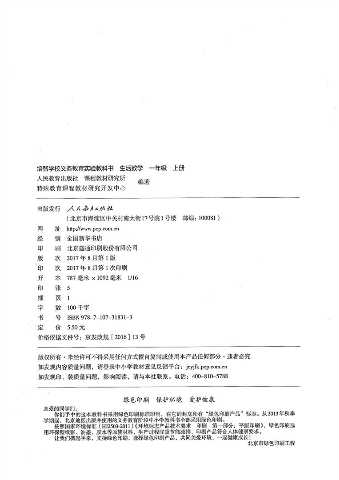 培智学校义务教育实验教科书 生活数学 一年级 上册
人民教育出版社 课程教材研究所
特殊教育课程教材研究开发中心
编著
出版发行 人民教育出版社
(北京市海淀区中关村南大街17号院1号楼 邮编:100081)
网 址 http://www.pep.com.cn
经 销 全国新华书店
印 刷 北京盛通印刷股份有限公司
版 次 2017年8月第1版
印 次 2017年8月第1次印刷
开 本 787毫米×1092毫米 1/16
印 张 5
插 页 1
字 数 100千字
书 号 ISBN 978-7-107-31831-3
定 价 5.50元
价格依据文件号:京发改规〔2016〕13号
版权所有·未经许可不得采用任何方式擅自复制或使用本产品任何部分·违者必究
如发现内容质量问题,请登录中小学教材意见反馈平台:jcyjfk.pep.com.cn
如发现印、装质量问题,影响阅读,请与本社联系。电话:400-810-5788
绿色印刷 保护环境 爱护健康
亲爱的同学们:
北京市绿色印刷工程